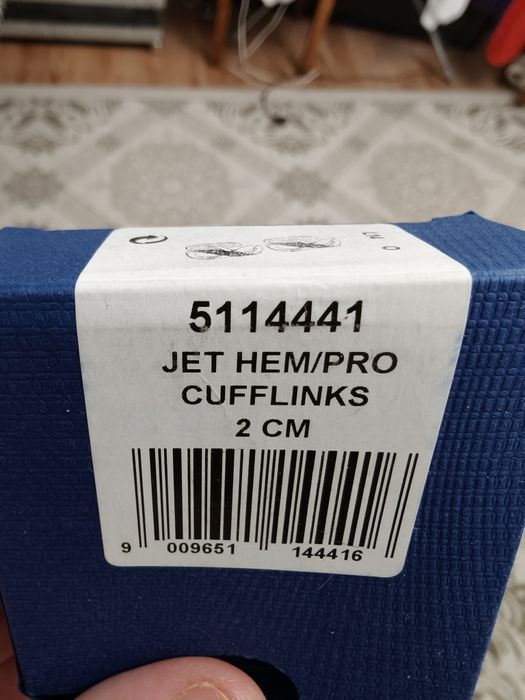 5114441
JET HEM/PRO
CUFFLINKS
2 CM
9 009651 144416